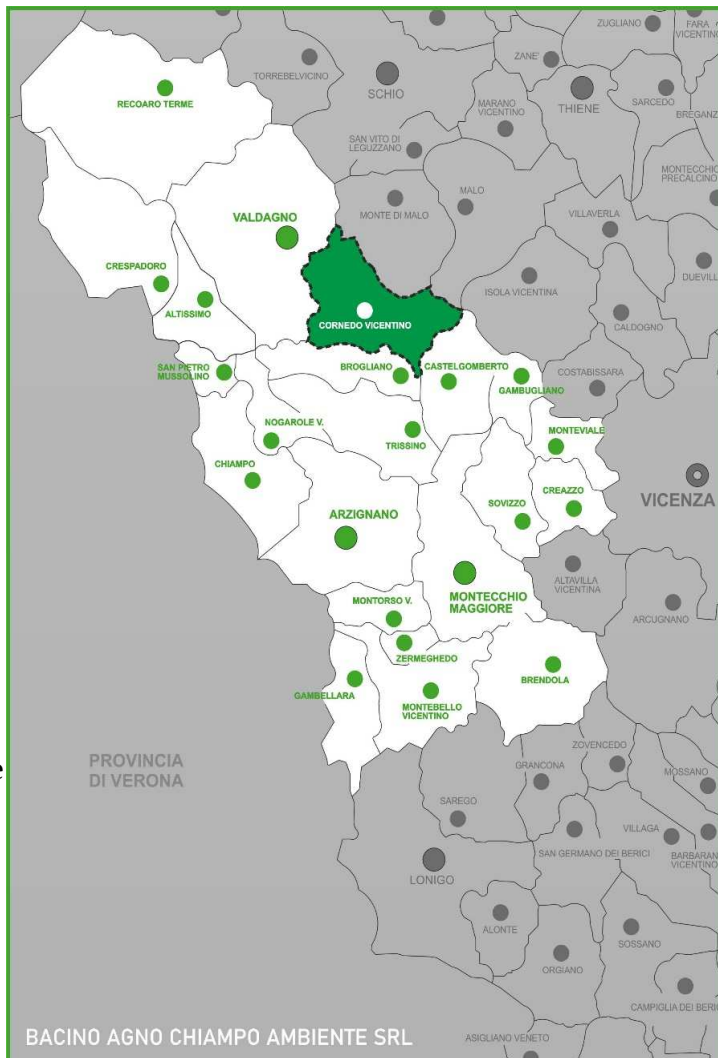 ZUGLIANO
FARA
VICENTINO
ZANE'
TORREBELVICINO
SCHIO
THIENE
SARCEDO
RECOARO TERME
MARANO
VICENTINO
BREGANZ
SAN VITO DI
LEGUZZANO
MONTECCHIO
PRECALCINO
MALO
MONTE DI MALO
VILLAVERLA
VALDAGNO
DUEVILL
CRESPADORO
ISOLA VICENTINA
ALTISSIMO
CALDOGNO
CORNEDO VICENTINO
SAN PIETRO
MUSSOLINO
BROGLIANO
CASTELGOMBERTO
COSTABISSARA
GAMBUGLIANO
NOGAROLE V.
MONTEVIALE
TRISSINO
CHIAMPO
SOVIZZO
CREAZZO
VICENZA
ARZIGNANO
ALTAVILLA
VICENTINA
MONTECCHIO
MAGGIORE
MONTORSO V.
ARCUGNANO
ZERMEGHEDO
GAMBELLARA
BRENDOLA
MONTEBELLO
VICENTINO
ZOVENCEDO
PROVINCIA
DI VERONA
GRANCONA
MOSSANO
e
SAREGO
VILLAGA
SAN GERMANO DEI BERICI
BARBARAN
VICENTINO
LONIGO
ALONTE
SOSSANO
ORGIANO
CAMPIGLIA DEI BERIC
BACINO AGNO CHIAMPO AMBIENTE SRL
ASIGLIANO VENETO